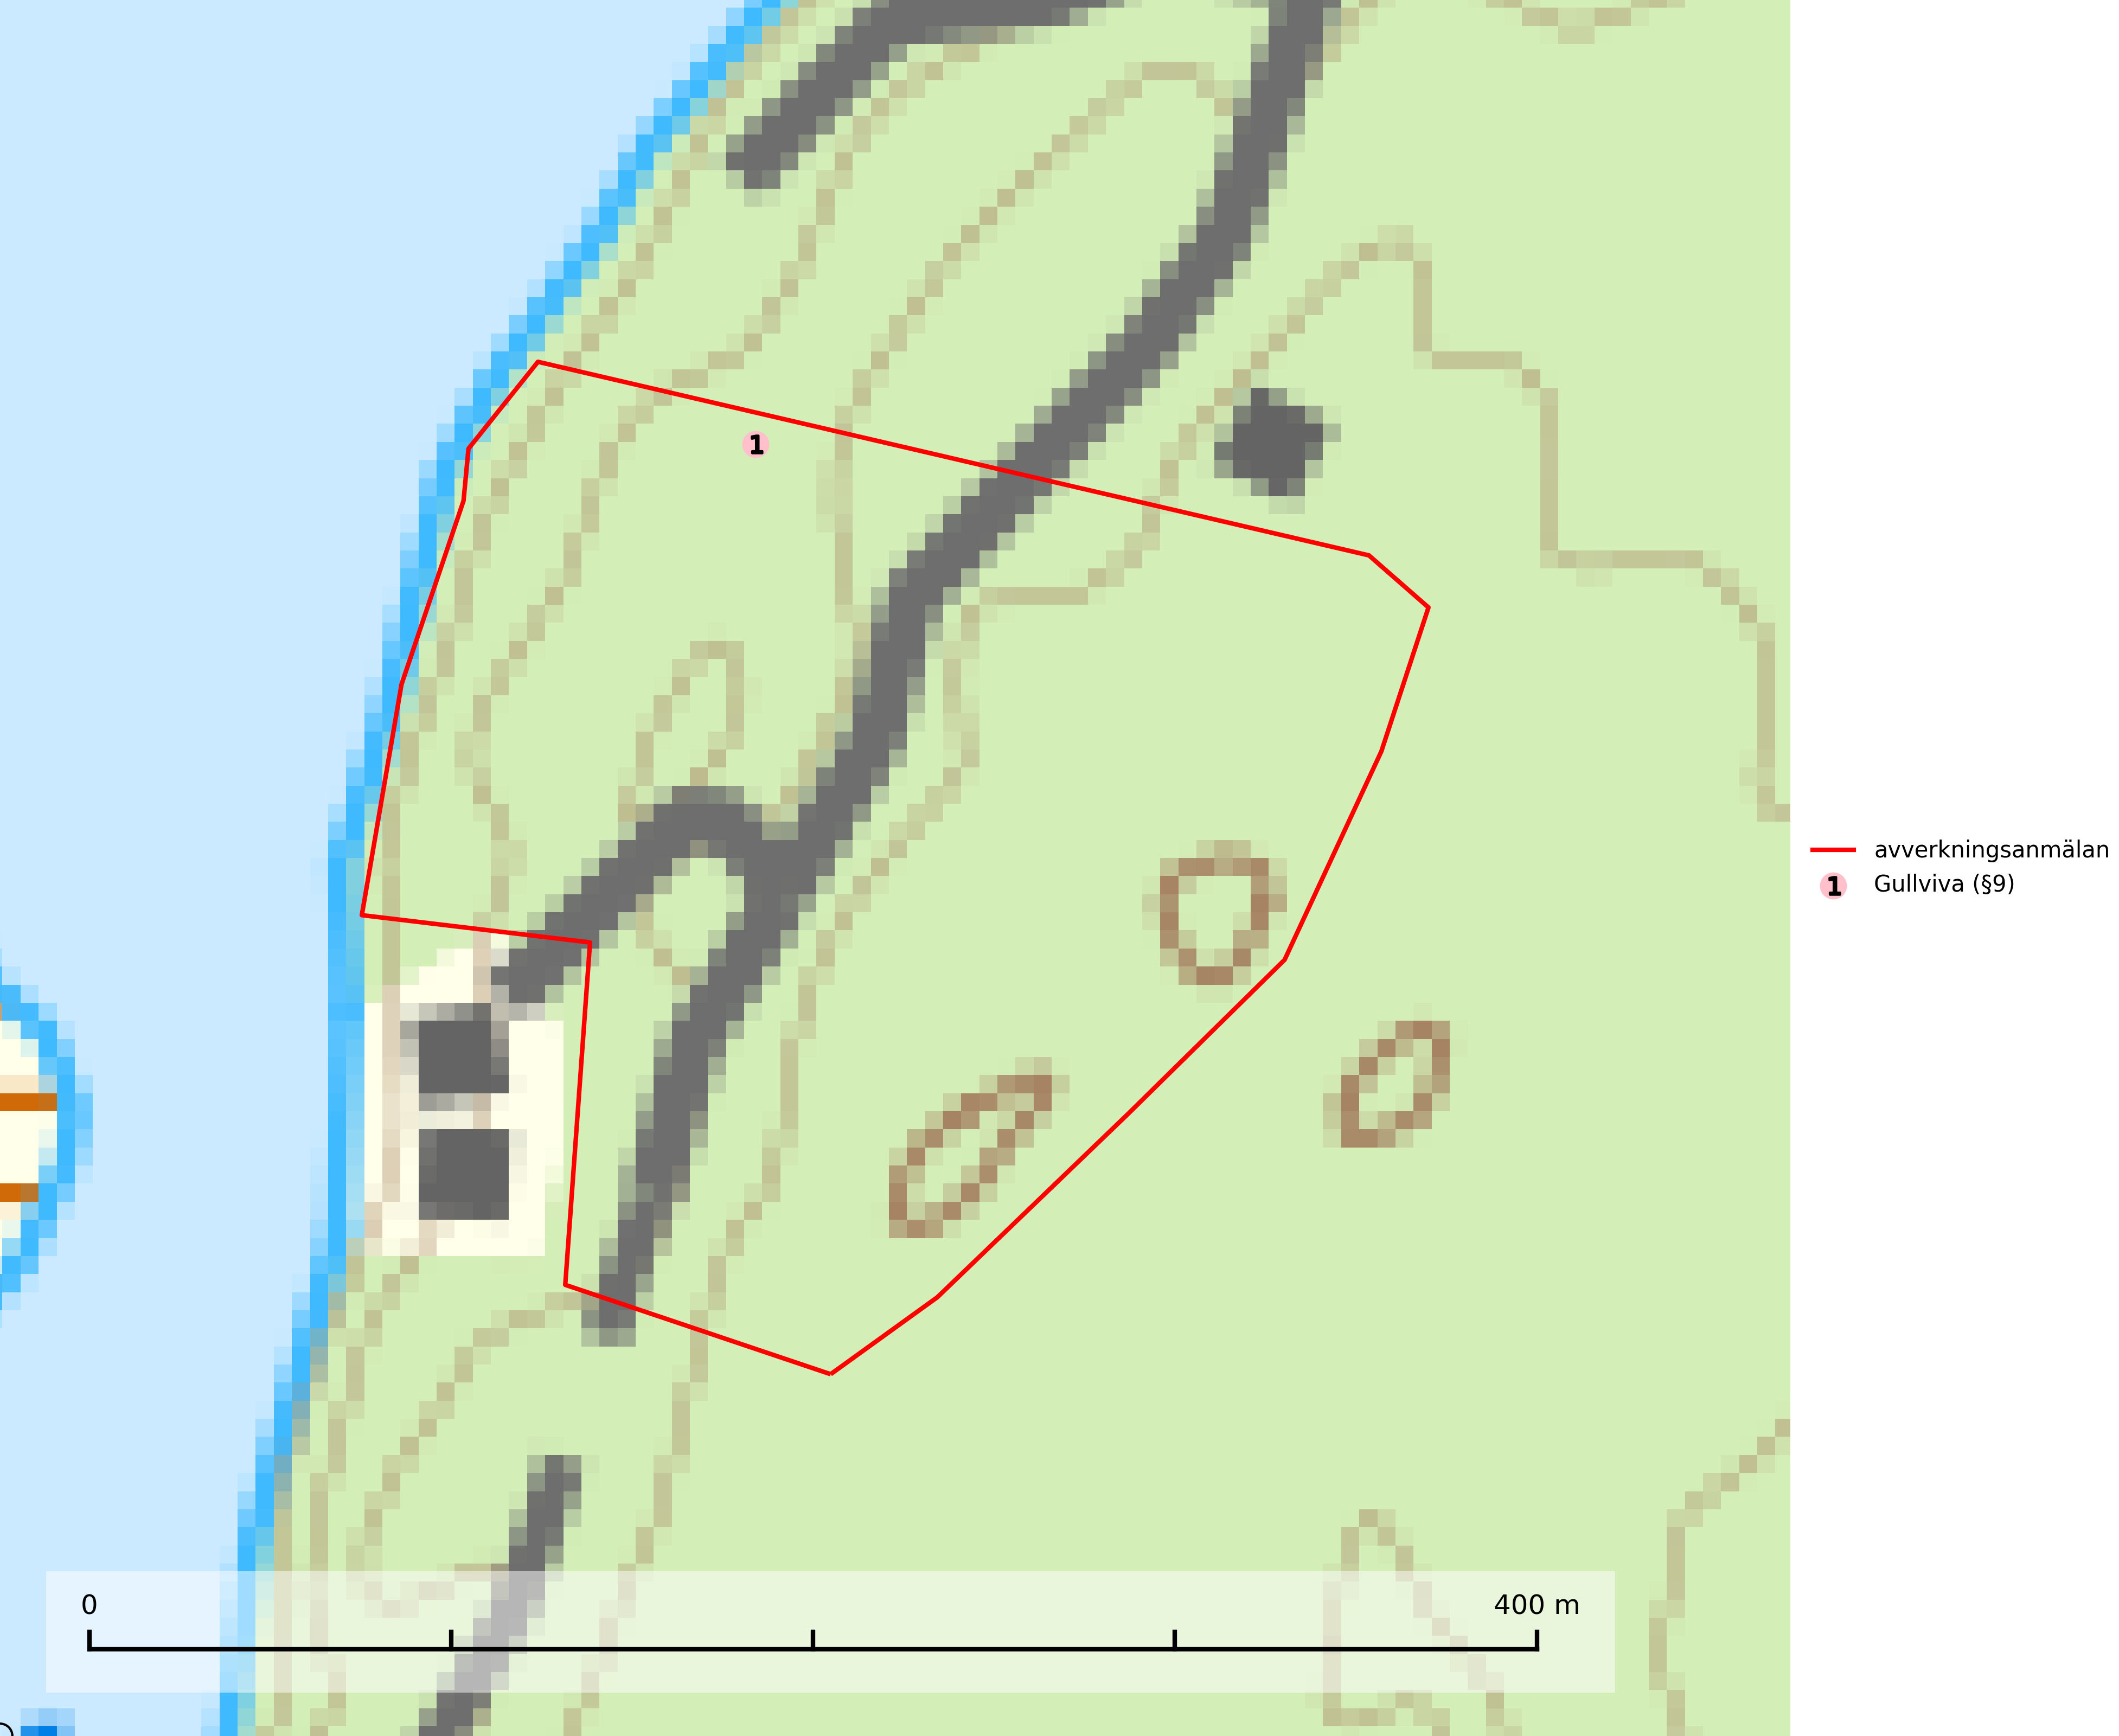 1
avverkningsanmälan
1 Gullviva (§9)
0 400 m